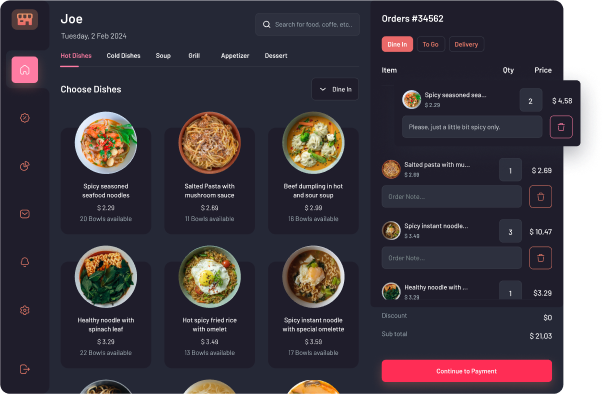 Joe
Tuesday, 2 Feb 2024
Search for food, coffe, etc..
Hot Dishes
Cold Dishes
Soup
Grill
Appetizer
Dessert
Choose Dishes
Dine In
Spicy seasoned
seafood noodles
$ 2.29
20 Bowls available
Salted Pasta with
mushroom sauce
$ 2.69
11 Bowls available
Beef dumpling in hot
and sour soup
$ 2.99
16 Bowls available
Healthy noodle with
spinach leaf
$ 3.29
22 Bowls available
Hot spicy fried rice
with omelet
$ 3.49
13 Bowls available
Spicy instant noodle
with special omelette
$ 3.59
17 Bowls available
Orders #34562
Dine In
To Go
Delivery
Item
Qty
Price
Spicy seasoned sea...
$ 2.29
2
$ 4,58
Please, just a little bit spicy only.
Salted pasta with mu...
$ 2.69
1
$ 2.69
Order Note...
Spicy instant noodle...
$ 3.49
3
$ 10.47
Order Note...
Healthy noodle with ...
$ 3.29
1
$3.29
Discount
$0
Sub total
$ 21,03
Continue to Payment